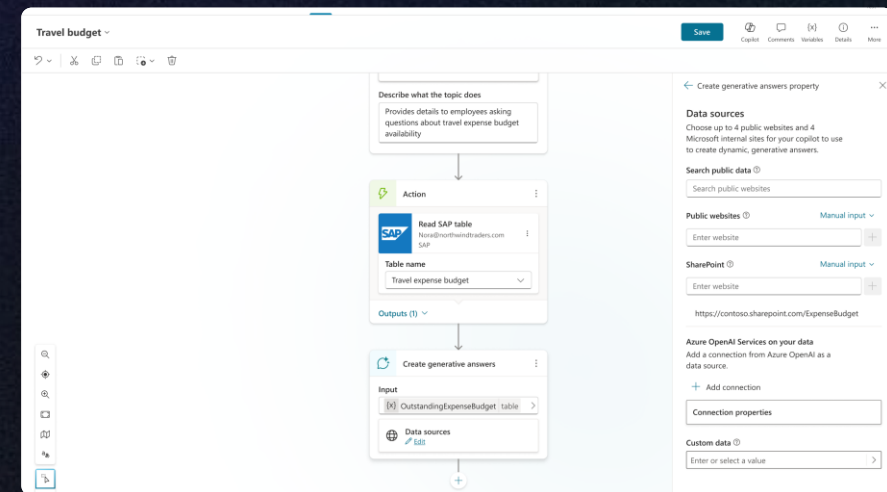 Travel budget
Save
Copilot
Comments
Variables
Details
More
Describe what the topic does
Provides details to employees asking
questions about travel expense budget
availability
Action
SAP
Read SAP table
Nora@northwindtraders.com
SAP
Table name
Travel expense budget
Outputs (1)
Create generative answers
Input
{x} OutstandingExpenseBudget table
Data sources
Edit
Create generative answers property
Data sources
Choose up to 4 public websites and 4
Microsoft internal sites for your copilot to use
to create dynamic, generative answers.
Search public data
Search public websites
Public websites
Manual input
Enter website
SharePoint
Manual input
Enter website
https://contoso.sharepoint.com/ExpenseBudget
Azure OpenAI Services on your data
Add a connection from Azure OpenAI as a
data source.
Add connection
Connection properties
Custom data
Enter or select a value